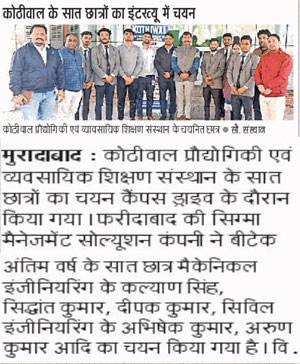 कोठीवाल के सात छात्रों का इंटरव्यू में चयन
KOTHIWAL
कोठीवाल प्रौद्योगिकी एवं व्यावसायिक शिक्षण संस्थान के चयनित छात्र ● सौ. संस्थान
मुरादाबाद : कोठीवाल प्रौद्योगिकी एवं
व्यवसायिक शिक्षण संस्थान के सात
छात्रों का चयन कैंपस ड्राइव के दौरान
किया गया । फरीदाबाद की सिग्मा
मैनेजमेंट सोल्यूशन कंपनी ने बीटेक
अंतिम वर्ष के सात छात्र मैकेनिकल
इंजीनियरिंग के कल्याण सिंह,
सिद्धांत कुमार, दीपक कुमार, सिविल
इंजीनियरिंग के अभिषेक कुमार, अरुण
कुमार आदि का चयन किया गया है। वि.